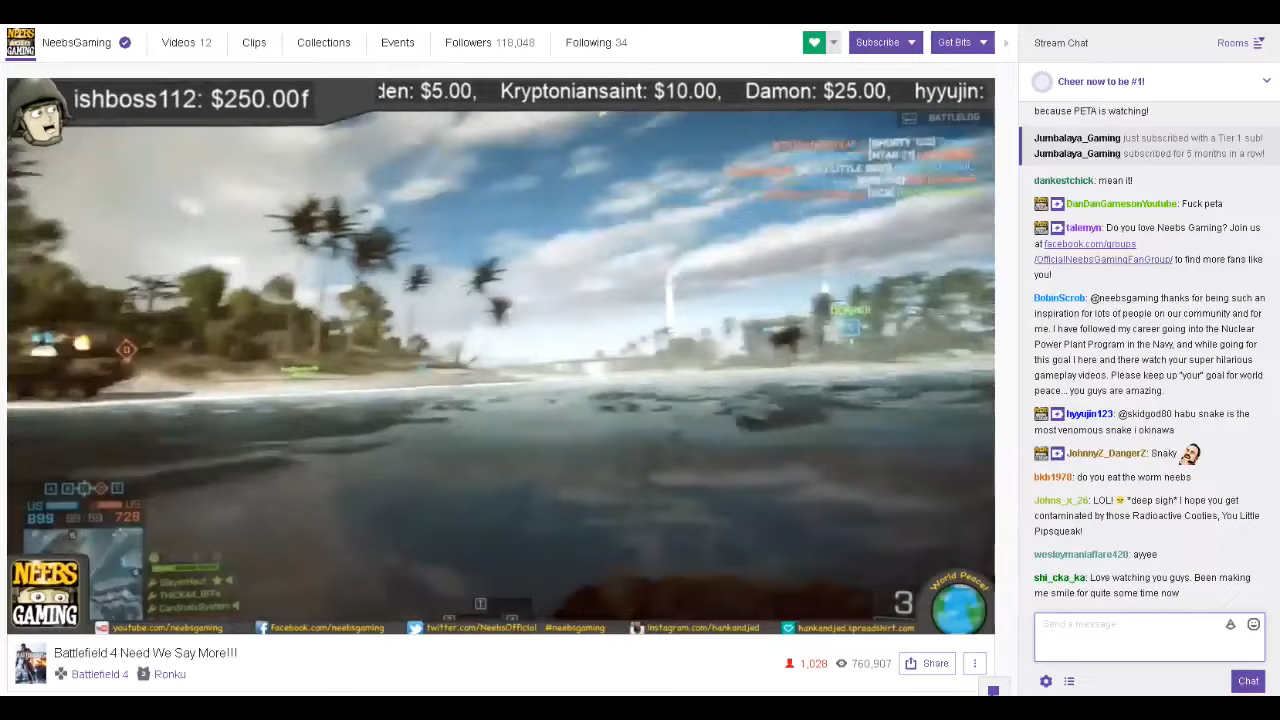 NeebsGaming
Videos 12
Clips
Collections
Events
Followers 118,048
Following 34
Subscribe
Get Bits
Stream Chat
Rooms
ishboss112: $250.00f
den: $5.00, Kryptoniansaint: $10.00, Damon: $25.00, hyyujin:
BATTLELOG
US
US
899
728
NEEBS
GAMING
3
World Peace!
youtube.com/neebsgaming
facebook.com/neebsgaming
twitter.com/NeebsOfficial #neebsgaming
instagram.com/hankandjed
hankandjed.spreadshirt.com
Battlefield 4 Need We Say More!!!
Battlefield 4
Ronku
1,028
760,907
Share
Cheer now to be #1!
because PETA is watching!
Jumbalaya_Gaming just subscribed with a Tier 1 sub!
Jumbalaya_Gaming subscribed for 5 months in a row!
dankestchick: mean it!
DanDanGamesonYoutube: Fuck peta
talemyn: Do you love Neebs Gaming? Join us
at facebook.com/groups
/OfficialNeebsGamingFanGroup/ to find more fans like
you!
BobinScrob: @neebsgaming thanks for being such an
inspiration for lots of people on our community and for
me. I have followed my career going into the Nuclear
Power Plant Program in the Navy, and while going for
this goal I here and there watch your super hilarious
gameplay videos. Please keep up "your" goal for world
peace... you guys are amazing.
hyyujin123: @skidgod80 habu snake is the
most venomous snake i okinawa
JohnnyZ_DangerZ: Snaky
bkb1978: do you eat the worm neebs
Johns_x_26: LOL! *deep sigh* I hope you get
contaminated by those Radioactive Cooties, You Little
Pipsqueak!
wesleymaniaflare420: ayyee
shi_cka_ka: Love watching you guys. Been making
me smile for quite some time now
Send a message
Chat